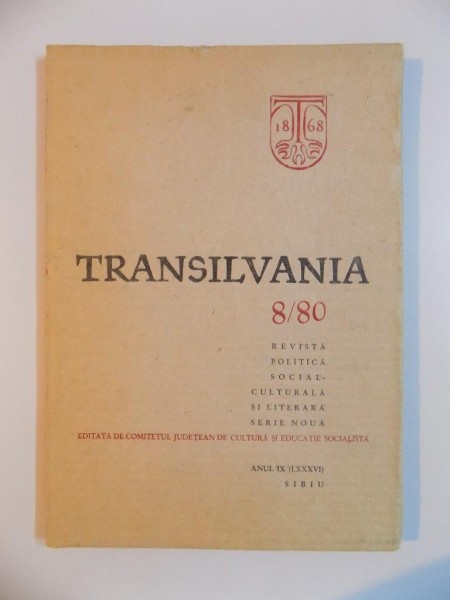 18 68
TRANSILVANIA
8/80
REVISTĂ
POLITICĂ
SOCIAL-
CULTURALĂ
ȘI LITERARĂ
SERIE NOUĂ
EDITATĂ DE COMITETUL JUDEȚEAN DE CULTURĂ ȘI EDUCAȚIE SOCIALISTĂ
ANUL IX (LXXXVI)
SIBIU